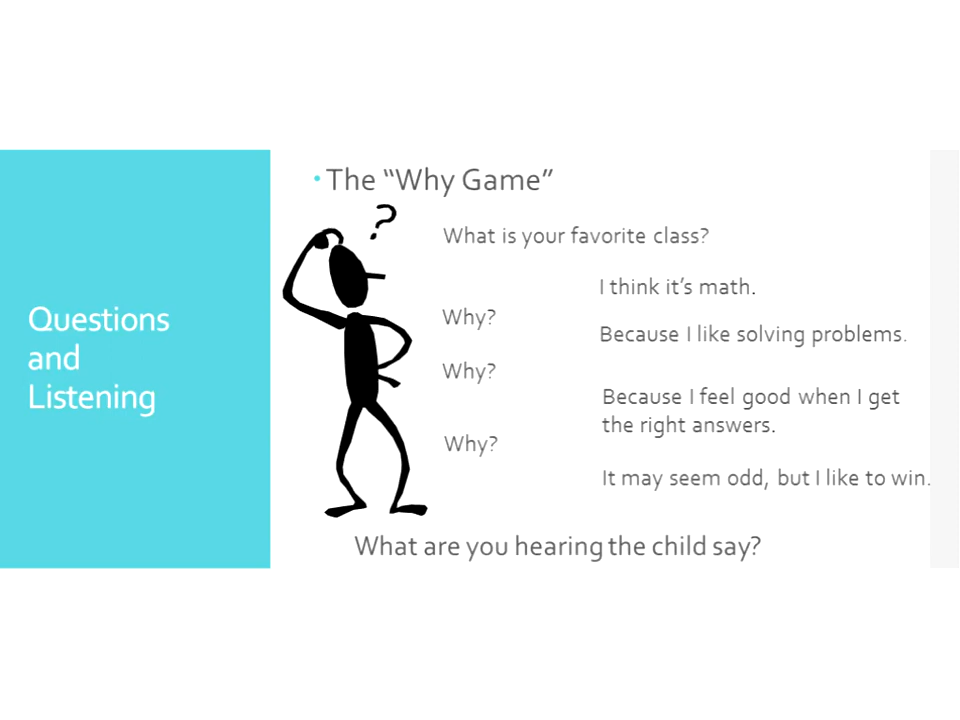 Questions
and
Listening
• The “Why Game”
?
What is your favorite class?
I think it’s math.
Why?
Because I like solving problems.
Why?
Because I feel good when I get
the right answers.
Why?
It may seem odd, but I like to win.
What are you hearing the child say?